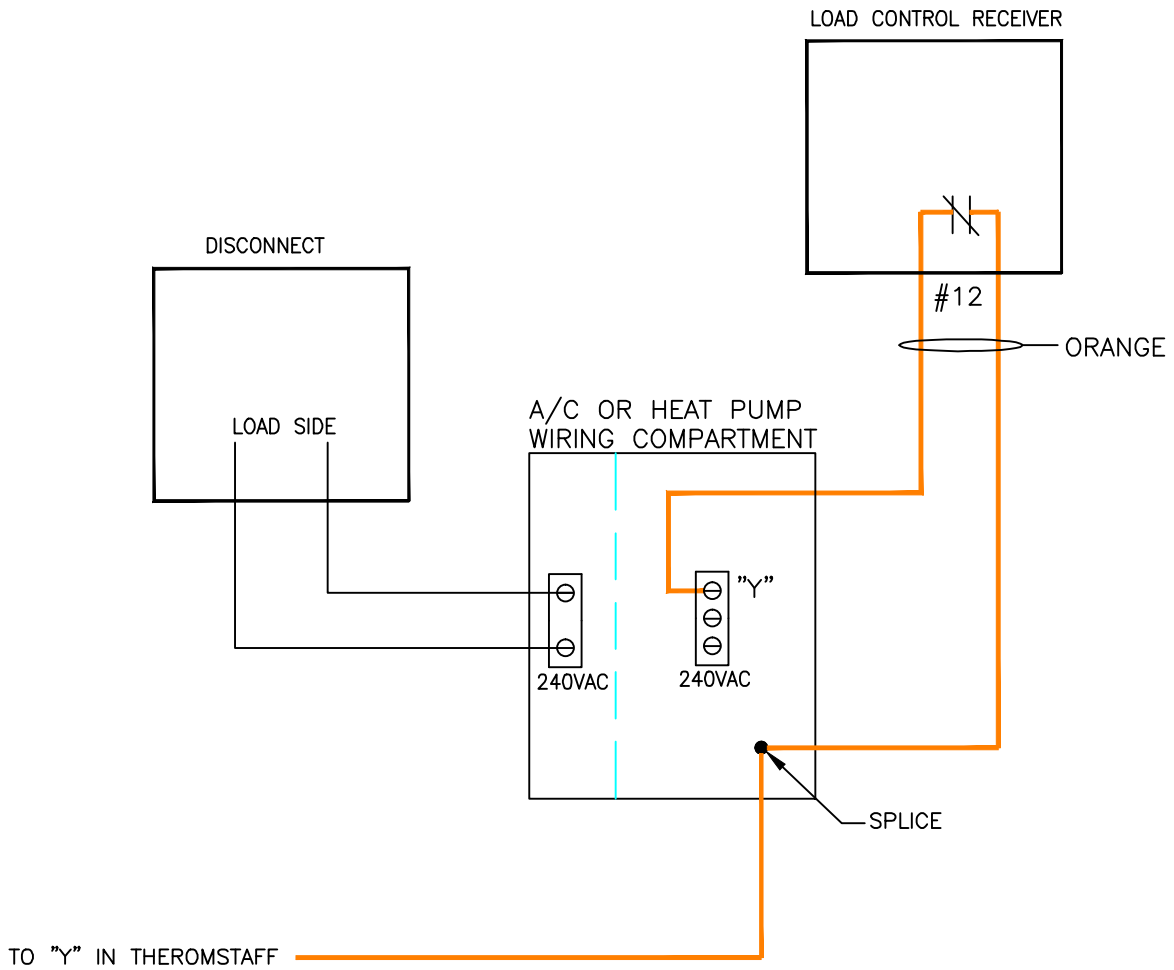 LOAD CONTROL RECEIVER
DISCONNECT
#12
ORANGE
A/C OR HEAT PUMP
WIRING COMPARTMENT
LOAD SIDE
"Y"
240VAC
240VAC
SPLICE
TO "Y" IN THEROMSTAFF